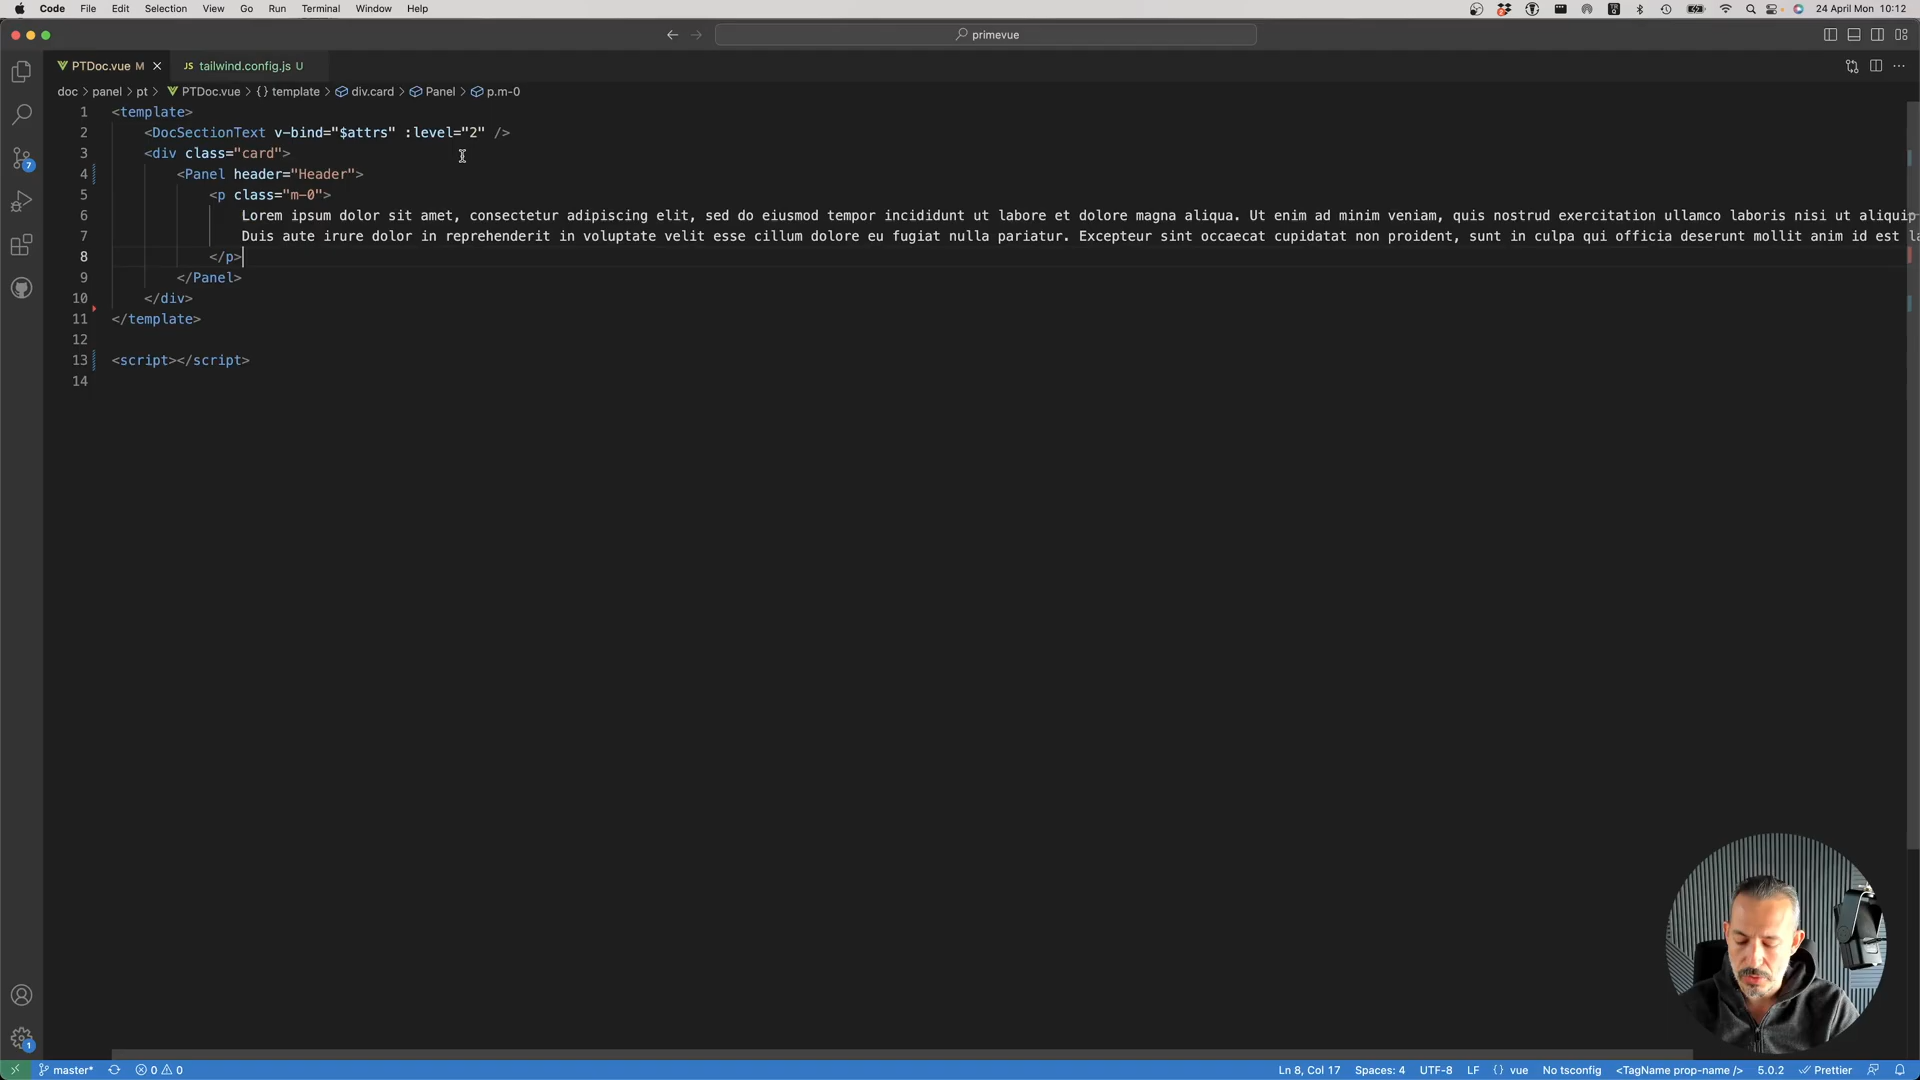 Code File Edit Selection View Go Run Terminal Window Help 24 April Mon 10:12
primevue
PTDoc.vue M JS tailwind.config.js U
doc > panel > pt > PTDoc.vue > {} template > div.card > Panel > p.m-0
1 <template>
2 <DocSectionText v-bind="$attrs" :level="2" />
3 <div class="card">
4 <Panel header="Header">
5 <p class="m-0">
6 Lorem ipsum dolor sit amet, consectetur adipiscing elit, sed do eiusmod tempor incididunt ut labore et dolore magna aliqua. Ut enim ad minim veniam, quis nostrud exercitation ullamco laboris nisi ut aliquip
7 Duis aute irure dolor in reprehenderit in voluptate velit esse cillum dolore eu fugiat nulla pariatur. Excepteur sint occaecat cupidatat non proident, sunt in culpa qui officia deserunt mollit anim id est la
8 </p>
9 </Panel>
10 </div>
11 </template>
12
13 <script></script>
14
7
1
master* 0 0 Ln 8, Col 17 Spaces: 4 UTF-8 LF {} vue No tsconfig <TagName prop-name /> 5.0.2 Prettier